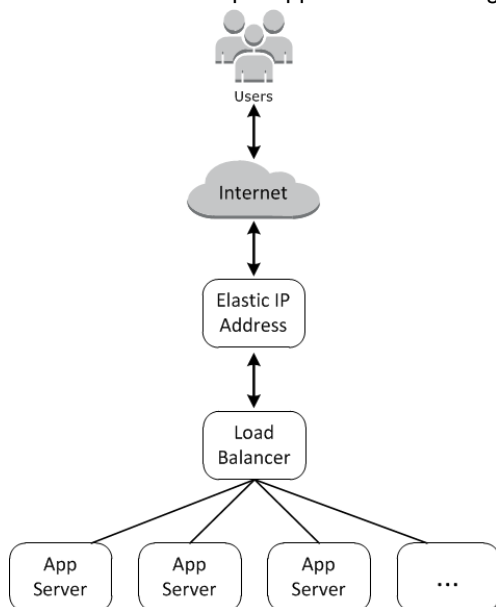 Users
Internet
Elastic IP
Address
Load
Balancer
App
Server
App
Server
App
Server
...